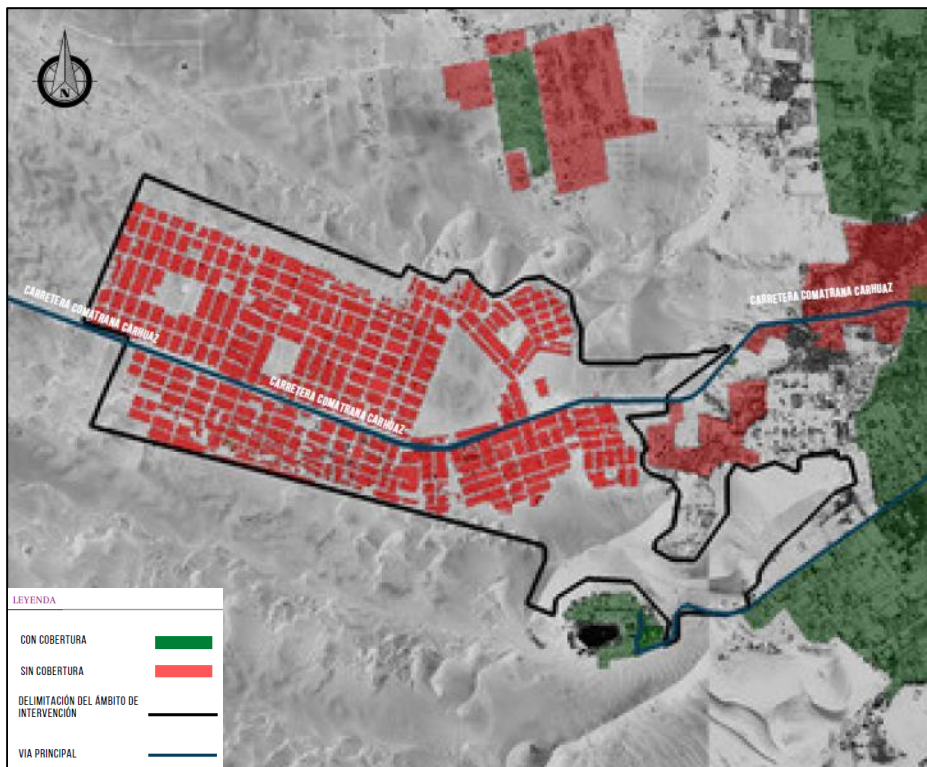 N
CARRETERA COMATRANA CARHUAZ
CARRETERA COMATRANA CARHUAZ
CARRETERA COMATRANA CARHUAZ
LEYENDA
CON COBERTURA
SIN COBERTURA
DELIMITACIÓN DEL ÁMBITO DE
INTERVENCIÓN
VIA PRINCIPAL